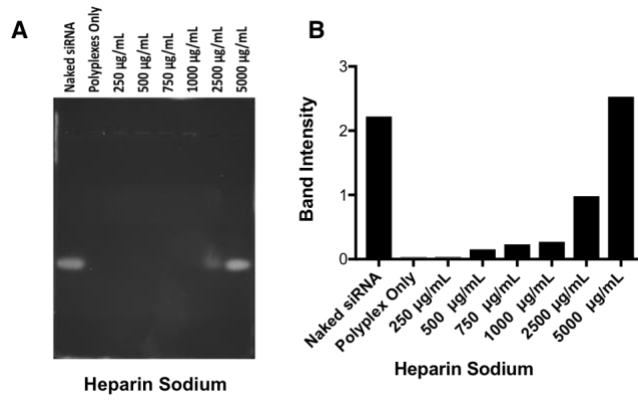 A
Naked siRNA
Polyplexes Only
250 µg/mL
500 µg/mL
750 µg/mL
1000 µg/mL
2500 µg/mL
5000 µg/mL
Heparin Sodium
B
Band Intensity
3
2
1
0
Naked siRNA
Polyplex Only
250 µg/mL
500 µg/mL
750 µg/mL
1000 µg/mL
2500 µg/mL
5000 µg/mL
Heparin Sodium